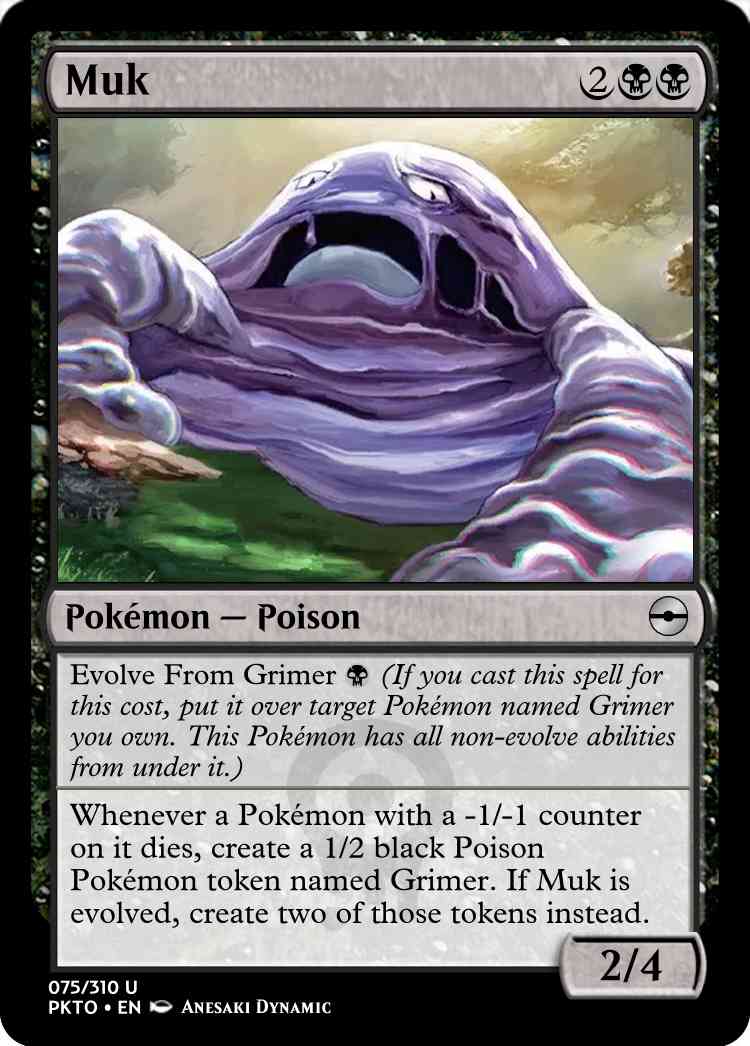 Muk 2
Pokémon — Poison
Evolve From Grimer (If you cast this spell for
this cost, put it over target Pokémon named Grimer
you own. This Pokémon has all non-evolve abilities
from under it.)
Whenever a Pokémon with a -1/-1 counter
on it dies, create a 1/2 black Poison
Pokémon token named Grimer. If Muk is
evolved, create two of those tokens instead.
2/4
075/310 U
PKTO • EN Anesaki Dynamic